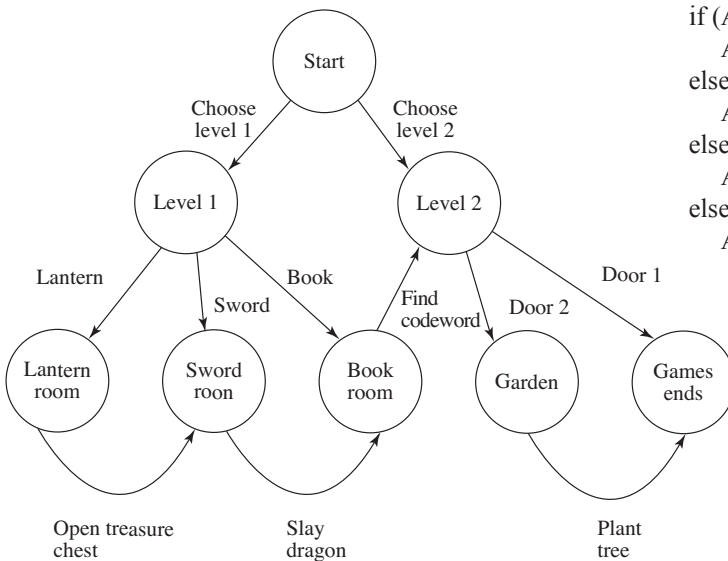 Start
Choose
level 1
Choose
level 2
Level 1
Level 2
Lantern
Sword
Book
Find
codeword
Door 2
Door 1
Lantern
room
Sword
roon
Book
room
Garden
Games
ends
Open treasure
chest
Slay
dragon
Plant
tree
if (A
A
else
A
else
A
else
A